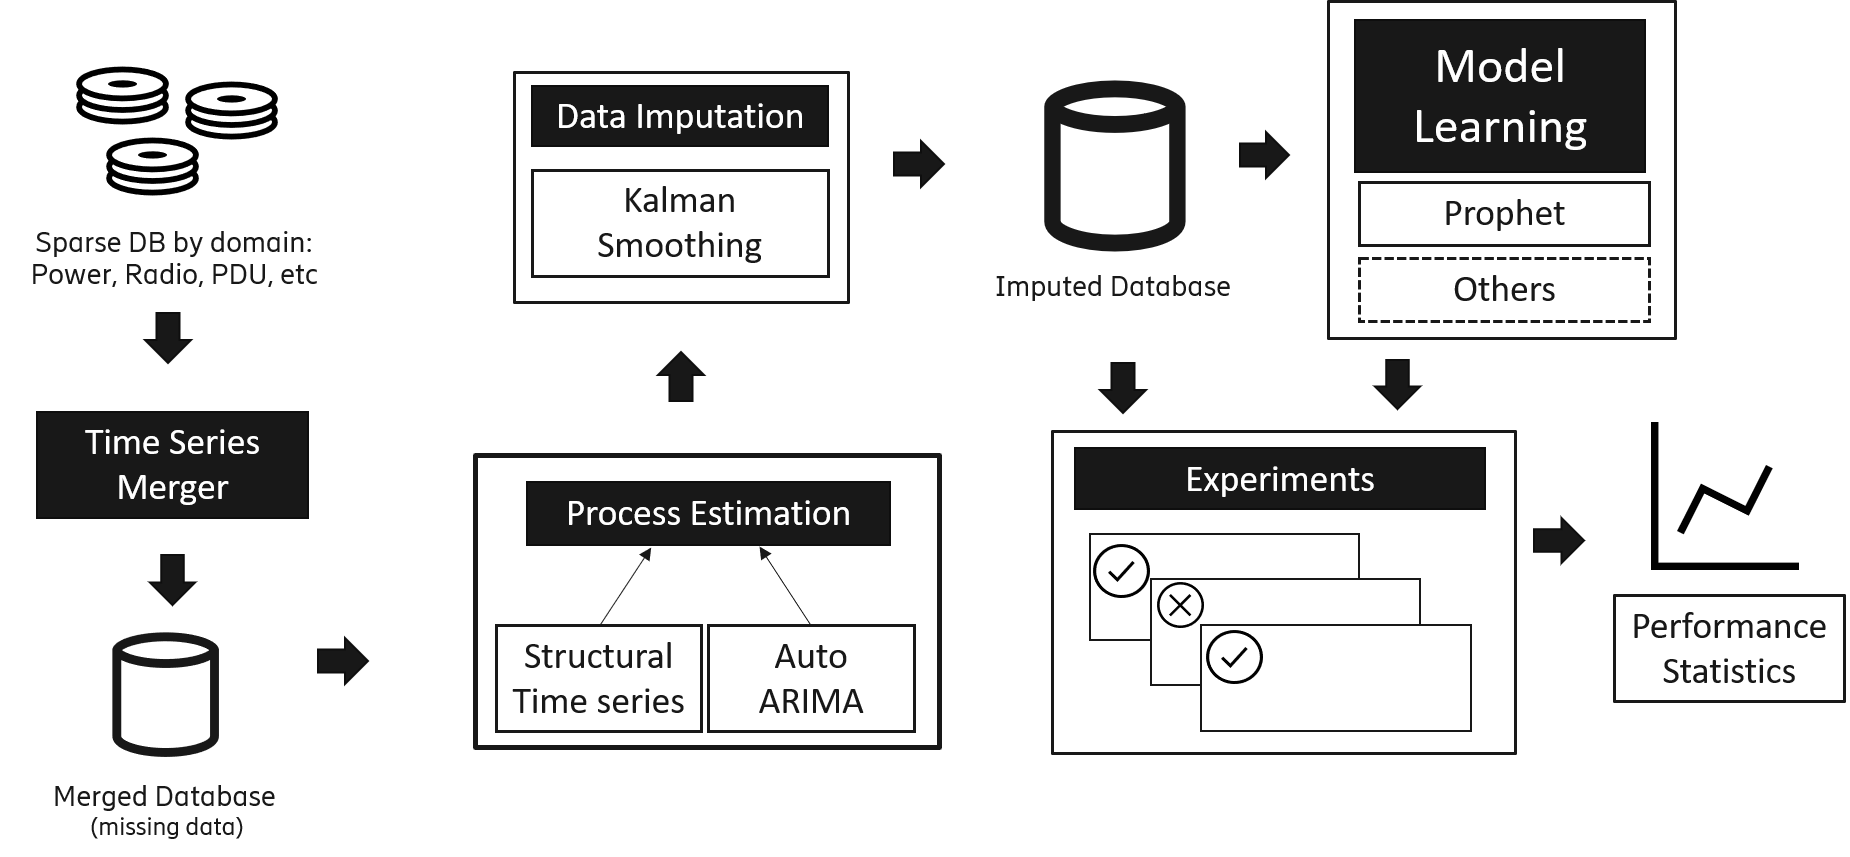 Sparse DB by domain:
Power, Radio, PDU, etc
Time Series
Merger
Merged Database
(missing data)
Data Imputation
Kalman
Smoothing
Process Estimation
Structural
Time series
Auto
ARIMA
Imputed Database
Model
Learning
Prophet
Others
Experiments
Performance
Statistics